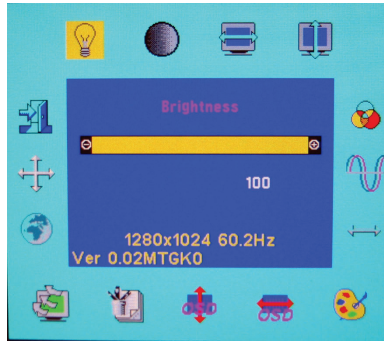 Brightness
100
1280x1024 60.2Hz
Ver 0.02MTGK0
OSD
OSD